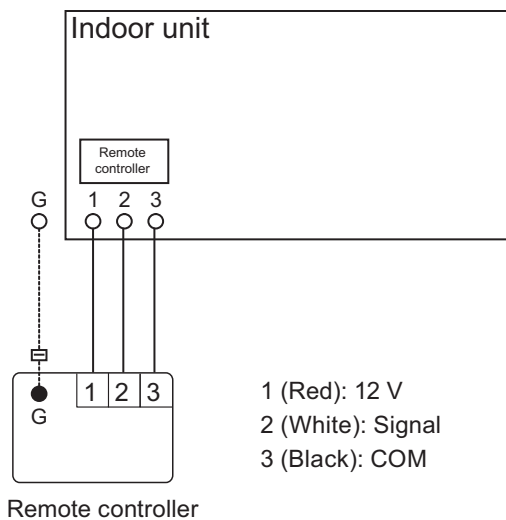 Indoor unit
Remote
controller
G 1 2 3
1 2 3
G
1 (Red): 12 V
2 (White): Signal
3 (Black): COM
Remote controller